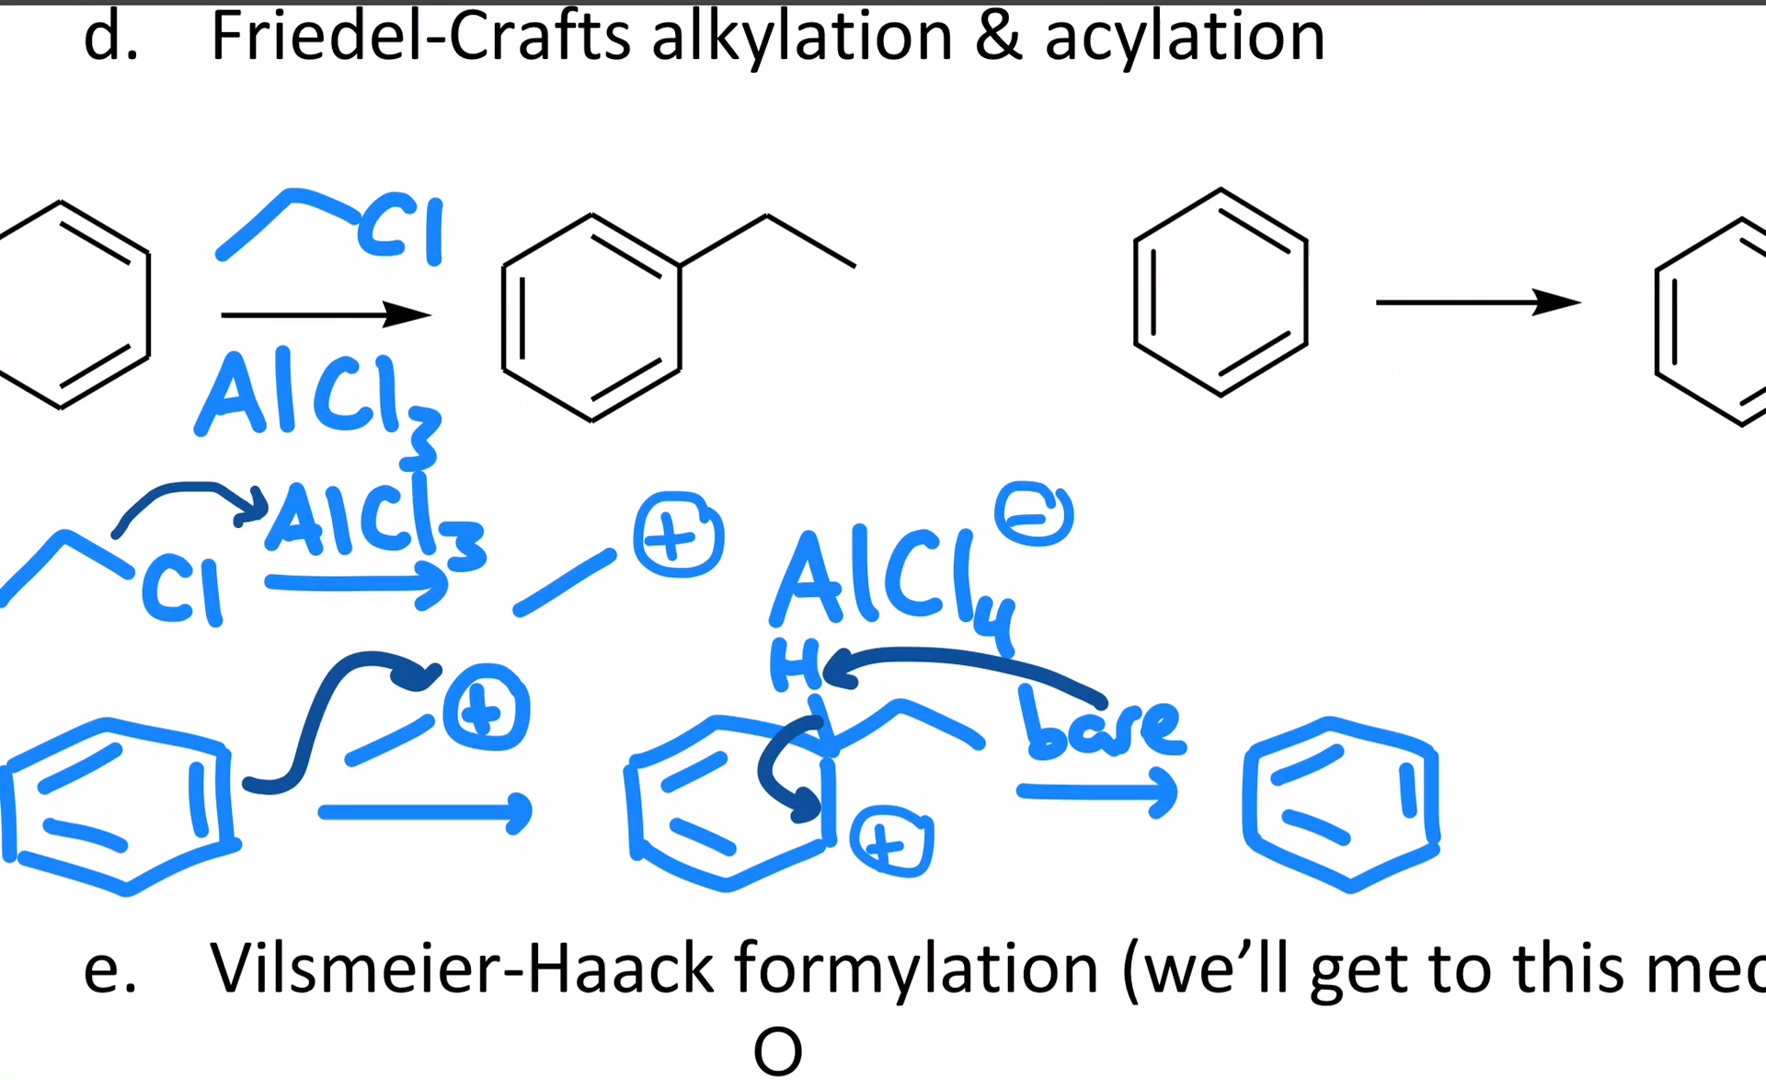 d. Friedel-Crafts alkylation & acylation
Cl
AlCl₃
Cl AlCl₃ ⊕ AlCl₄ ⊖
⊕ H base
⊕
e. Vilsmeier-Haack formylation (we’ll get to this mec
O